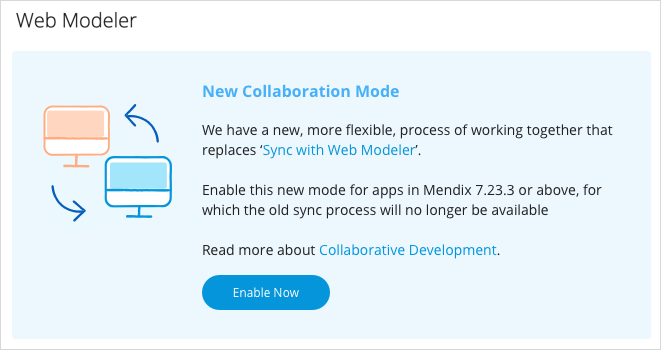 Web Modeler
New Collaboration Mode
We have a new, more flexible, process of working together that
replaces ‘Sync with Web Modeler’.
Enable this new mode for apps in Mendix 7.23.3 or above, for
which the old sync process will no longer be available
Read more about Collaborative Development.
Enable Now